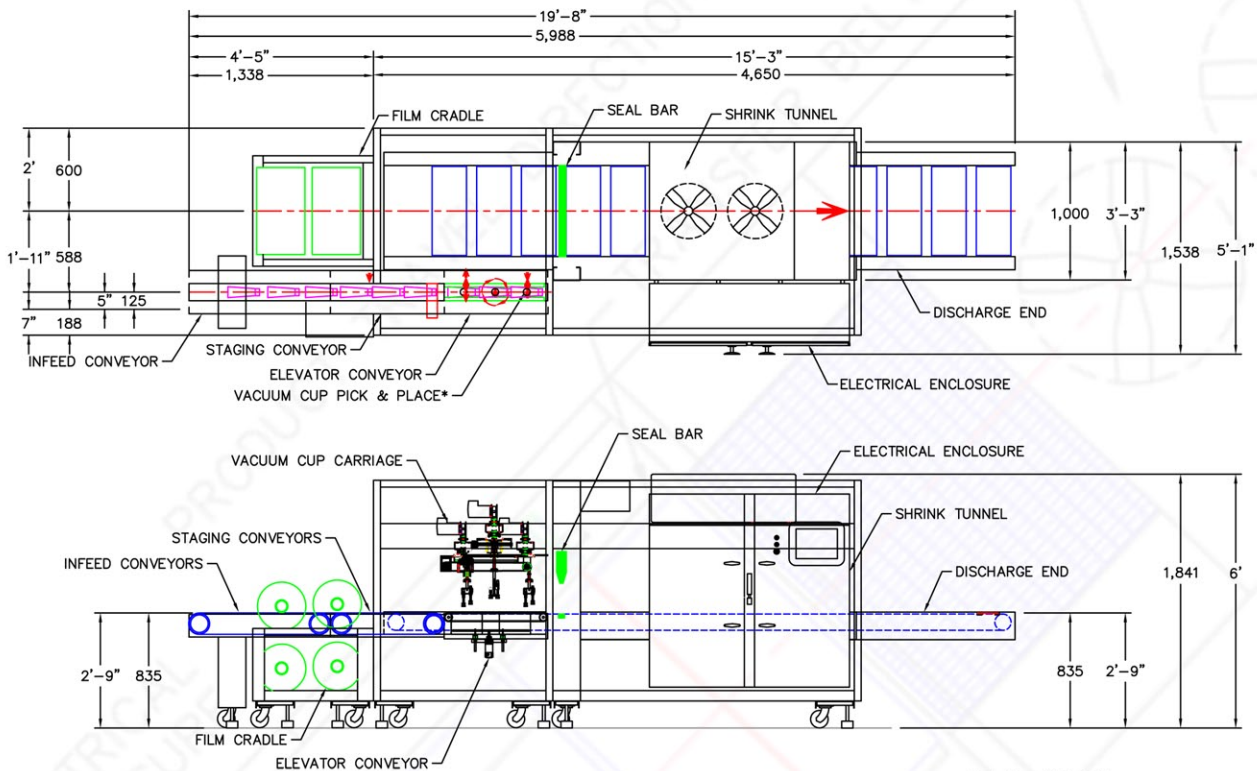 19'-8"
5,988
4'-5"
15'-3"
1,338
4,650
FILM CRADLE
SEAL BAR
SHRINK TUNNEL
2'
600
1'-11"
588
5"
125
7"
188
1,000
3'-3"
1,538
5'-1"
INFEED CONVEYOR
STAGING CONVEYOR
ELEVATOR CONVEYOR
VACUUM CUP PICK & PLACE*
DISCHARGE END
ELECTRICAL ENCLOSURE
SEAL BAR
VACUUM CUP CARRIAGE
ELECTRICAL ENCLOSURE
STAGING CONVEYORS
INFEED CONVEYORS
SHRINK TUNNEL
DISCHARGE END
1,841
6'
2'-9"
835
835
2'-9"
FILM CRADLE
ELEVATOR CONVEYOR
TRANSFER